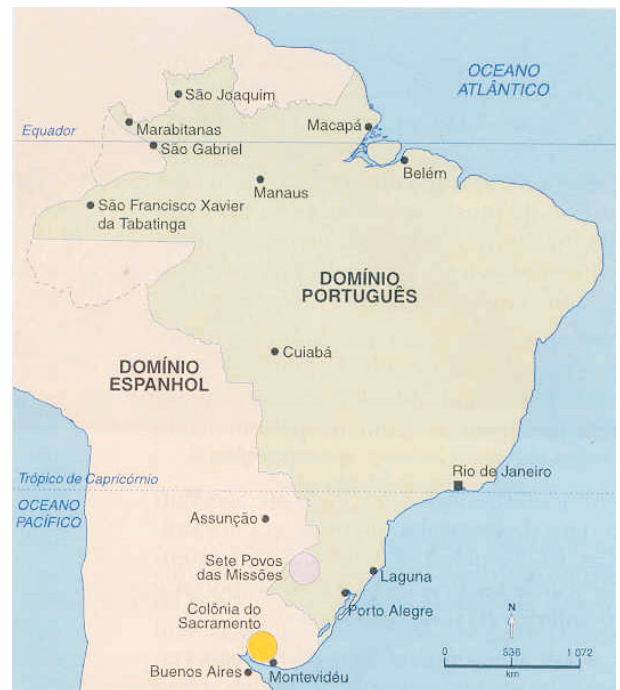 OCEANO
ATLÂNTICO
São Joaquim
Equador
Marabitanas
Macapá
São Gabriel
Belém
Manaus
São Francisco Xavier
da Tabatinga
DOMÍNIO
PORTUGUÊS
Cuiabá
DOMÍNIO
ESPANHOL
Trópico de Capricórnio
Rio de Janeiro
OCEANO
PACÍFICO
Assunção
Sete Povos
das Missões
Laguna
Colônia do
Sacramento
Porto Alegre
N
0 536 1 072
km
Buenos Aires
Montevidéu